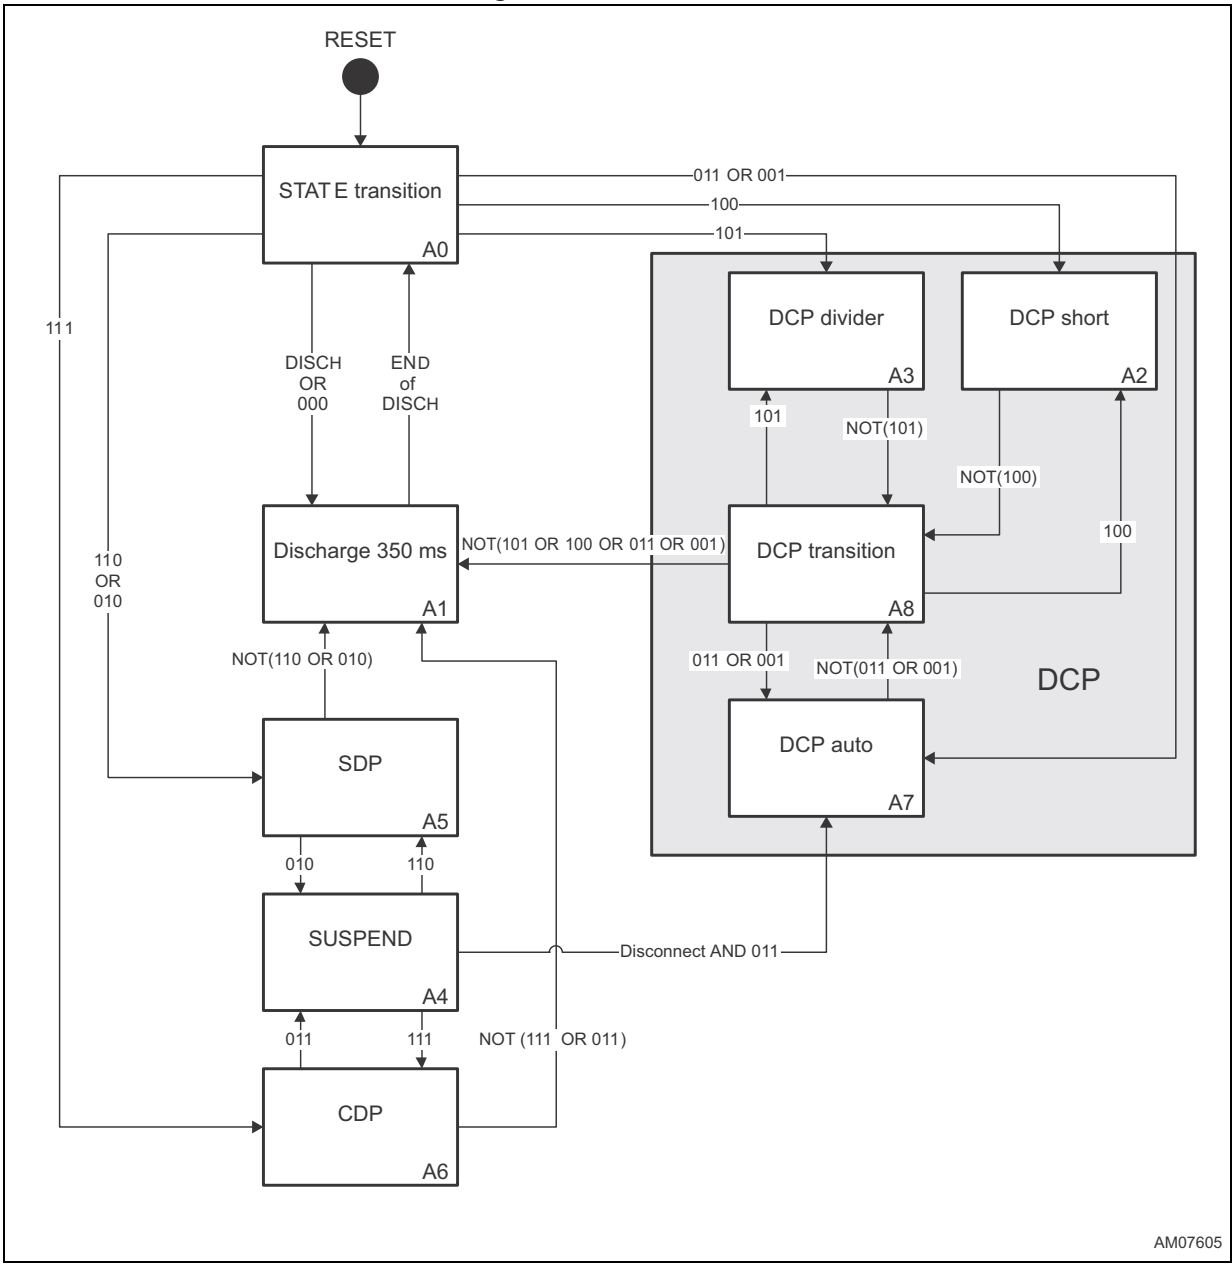 RESET
STATE transition
A0
011 OR 001
100
101
111
DISCH
OR
000
END
of
DISCH
110
OR
010
DCP divider
A3
DCP short
A2
101
NOT(101)
NOT(100)
100
Discharge 350 ms
A1
NOT(101 OR 100 OR 011 OR 001)
DCP transition
A8
NOT(110 OR 010)
011 OR 001
NOT(011 OR 001)
DCP
SDP
A5
DCP auto
A7
010
110
SUSPEND
A4
Disconnect AND 011
011
111
NOT (111 OR 011)
CDP
A6
AM07605